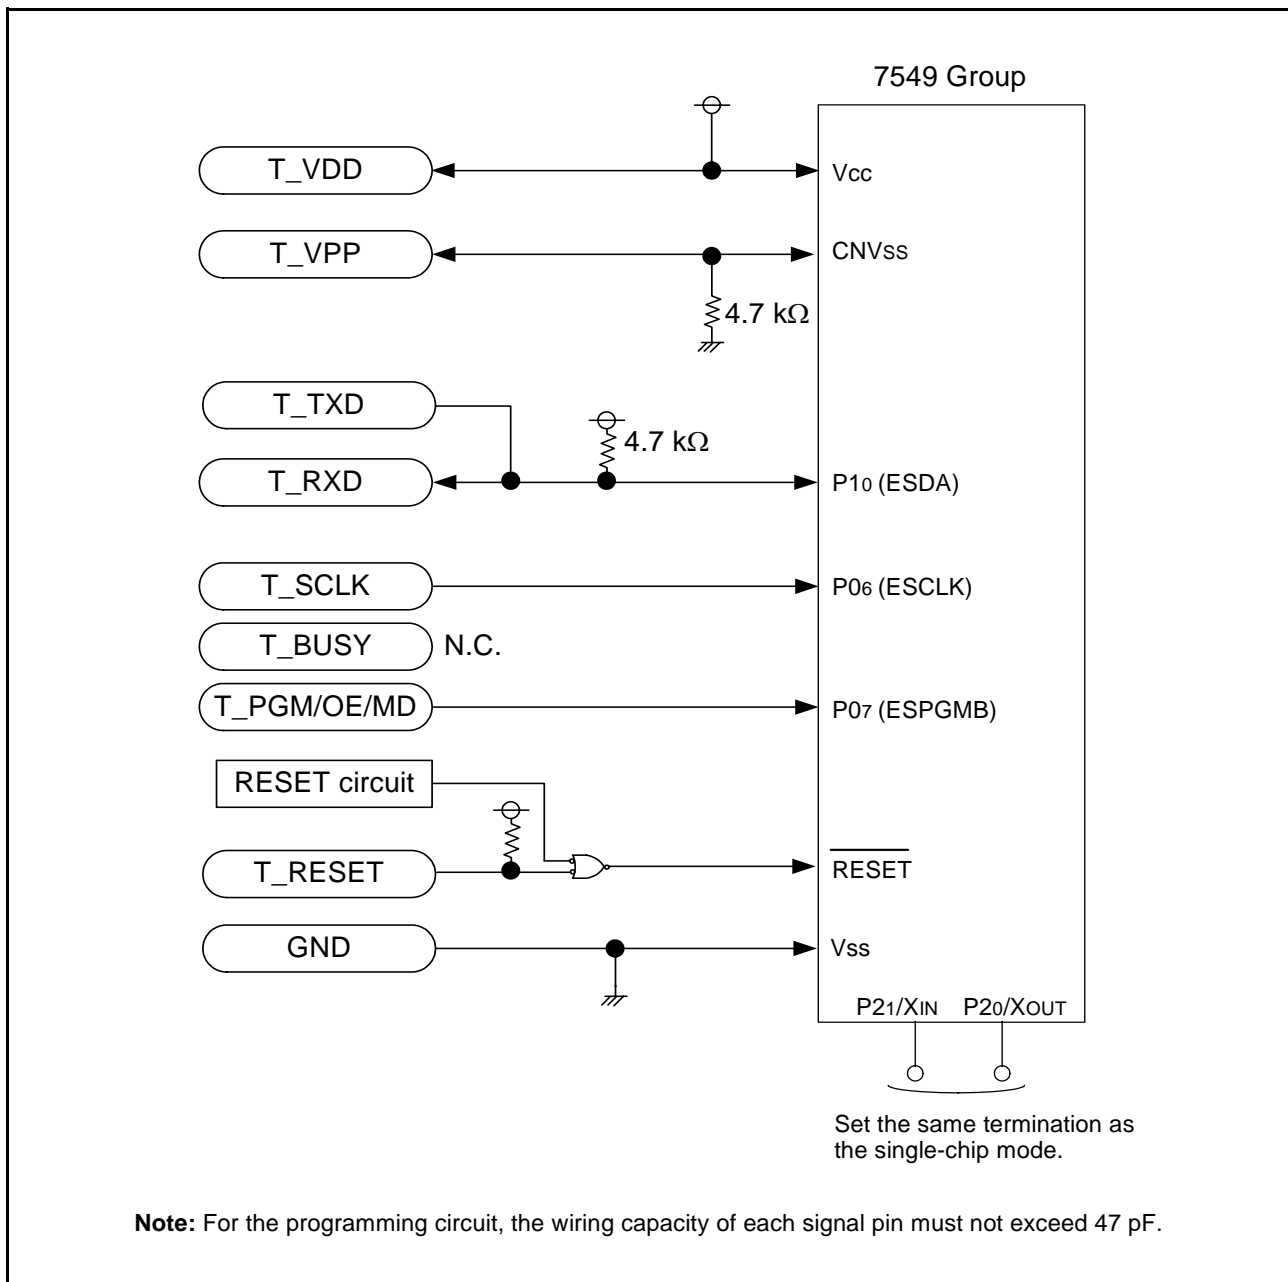 7549 Group
T_VDD
Vcc
T_VPP
CNVss
4.7 kΩ
T_TXD
4.7 kΩ
T_RXD
P10 (ESDA)
T_SCLK
P06 (ESCLK)
T_BUSY N.C.
T_PGM/OE/MD
P07 (ESPGMB)
RESET circuit
T_RESET
RESET
GND
Vss
P21/XIN P20/XOUT
Set the same termination as
the single-chip mode.
Note: For the programming circuit, the wiring capacity of each signal pin must not exceed 47 pF.